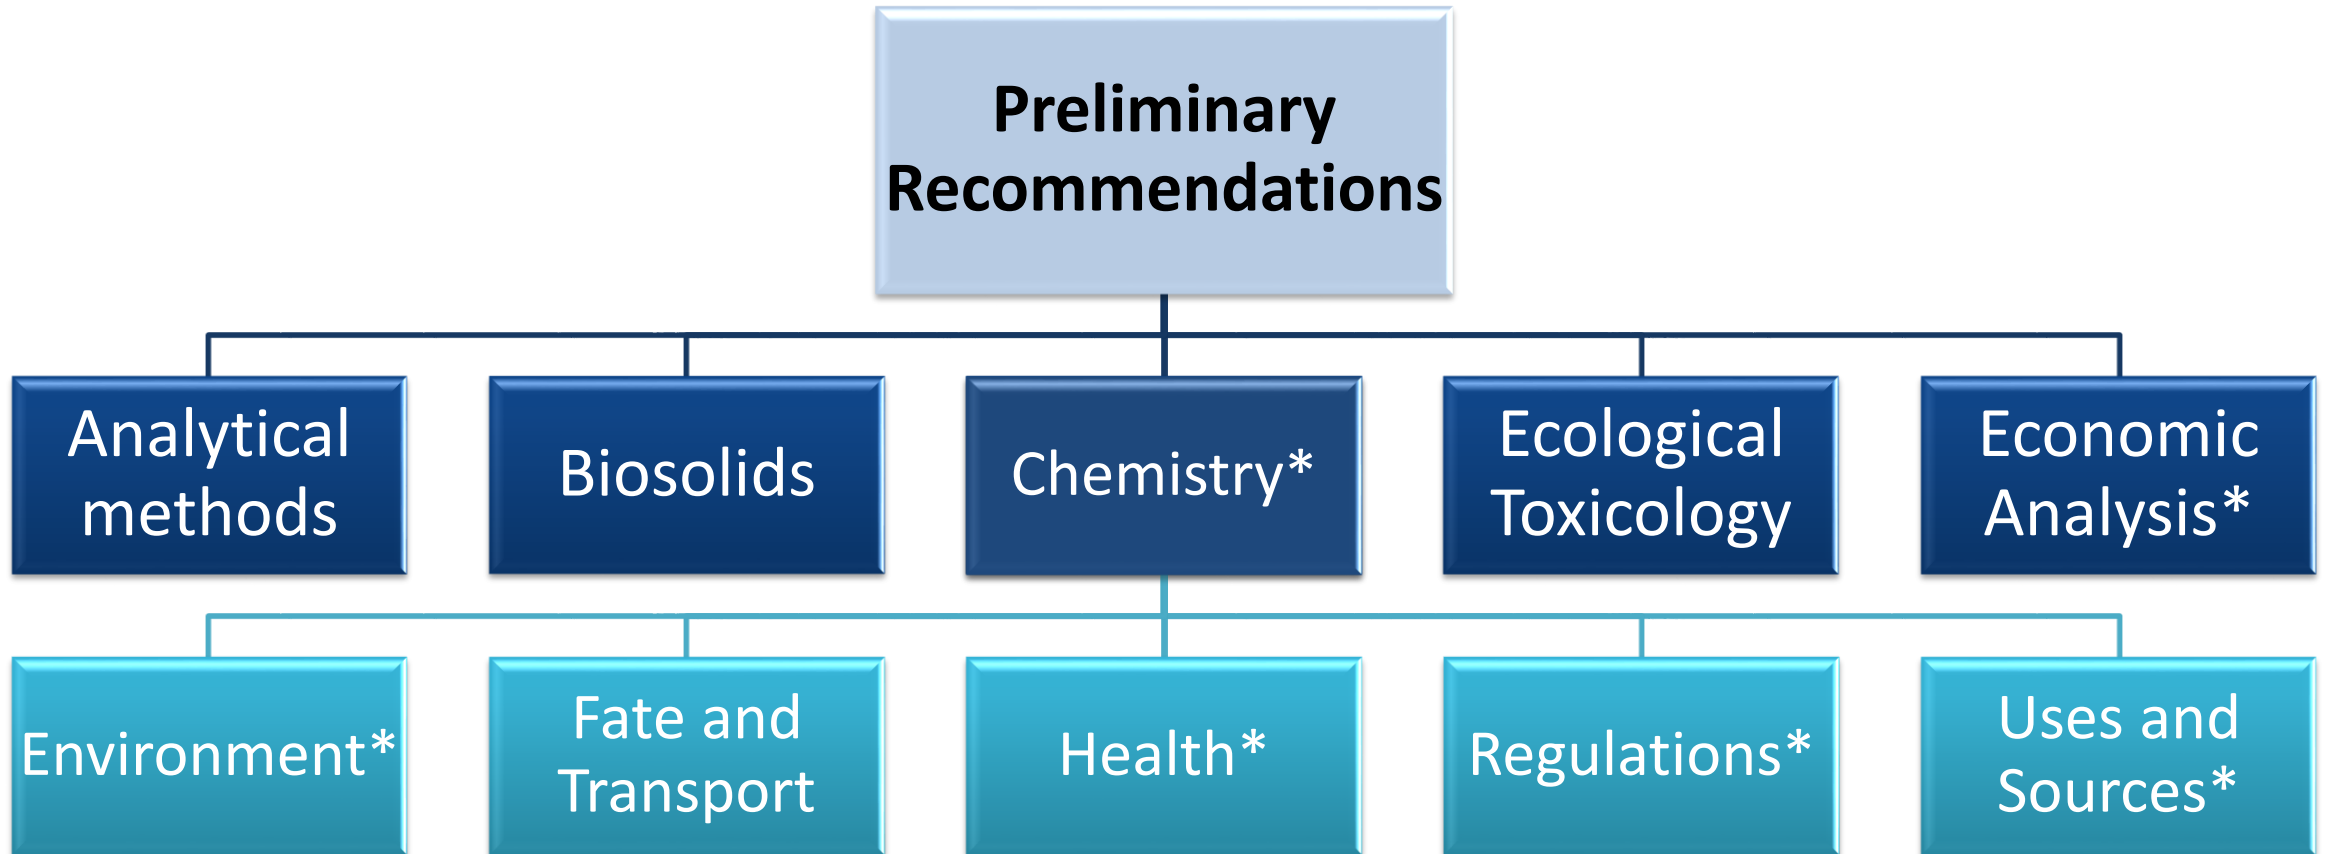 Preliminary
Recommendations
Analytical
methods
Biosolids
Chemistry*
Ecological
Toxicology
Economic
Analysis*
Environment*
Fate and
Transport
Health*
Regulations*
Uses and
Sources*